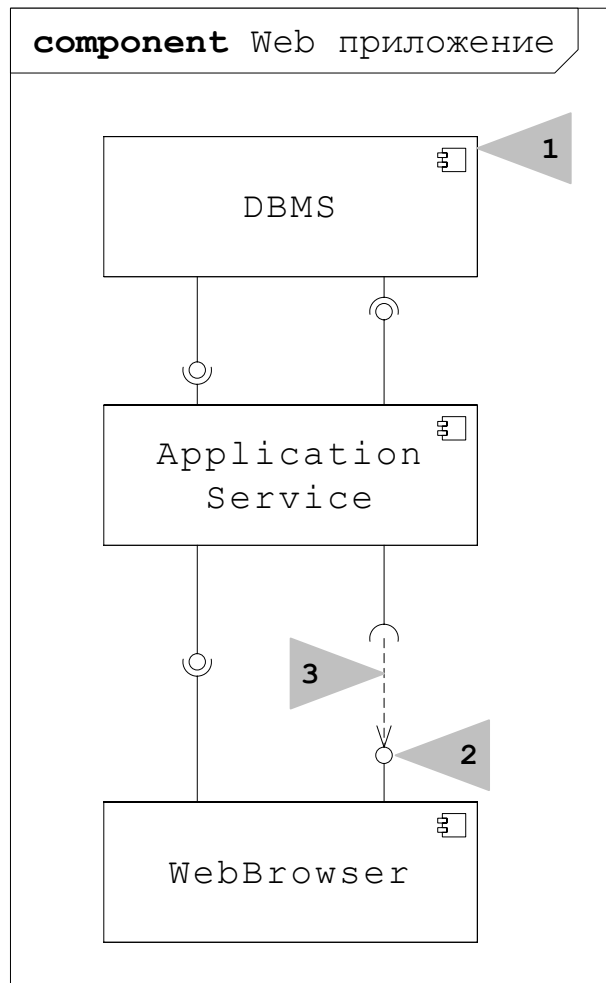 component Web приложение
1
DBMS
Application
Service
3
2
WebBrowser